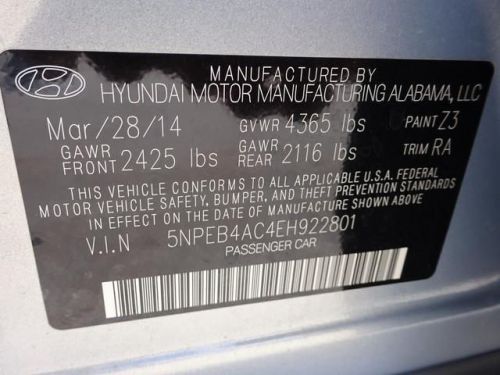 MANUFACTURED BY
HYUNDAI MOTOR MANUFACTURING ALABAMA, LLC
Mar/28/14 GVWR 4365 lbs PAINT Z3
GAWR FRONT 2425 lbs GAWR REAR 2116 lbs TRIM RA
THIS VEHICLE CONFORMS TO ALL APPLICABLE U.S.A. FEDERAL
MOTOR VEHICLE SAFETY, BUMPER, AND THEFT PREVENTION STANDARDS
IN EFFECT ON THE DATE OF MANUFACTURE SHOWN ABOVE.
V.I.N 5NPEB4AC4EH922801
PASSENGER CAR